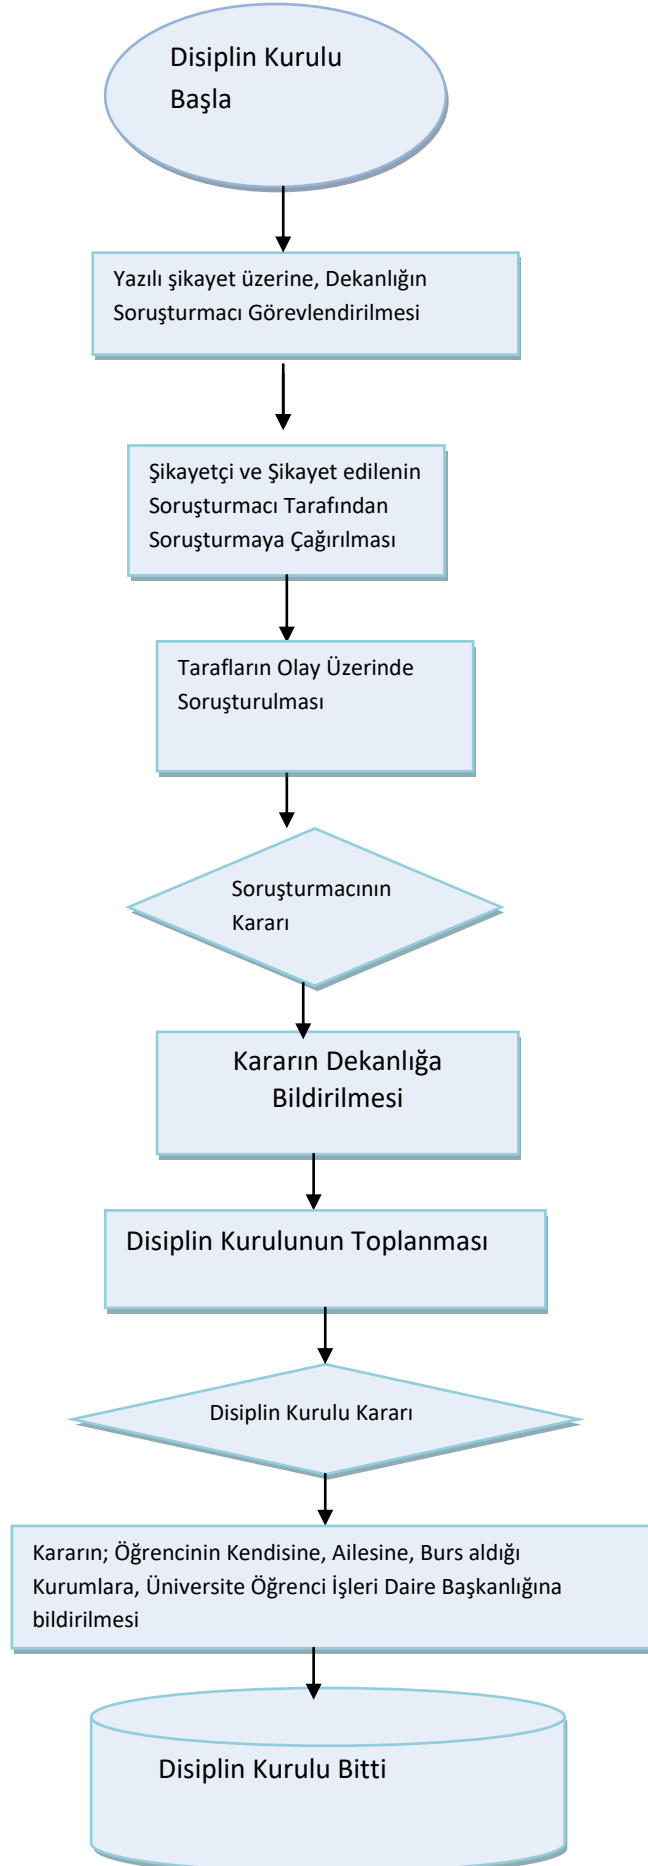 Disiplin Kurulu
Başla
Yazılı şikayet üzerine, Dekanlığın
Soruşturmacı Görevlendirilmesi
Şikayetçi ve Şikayet edilenin
Soruşturmacı Tarafından
Soruşturmaya Çağırılması
Tarafların Olay Üzerinde
Soruşturulması
Soruşturmacının
Kararı
Kararın Dekanlığa
Bildirilmesi
Disiplin Kurulunun Toplanması
Disiplin Kurulu Kararı
Kararın; Öğrencinin Kendisine, Ailesine, Burs aldığı
Kurumlara, Üniversite Öğrenci İşleri Daire Başkanlığına
bildirilmesi
Disiplin Kurulu Bitti